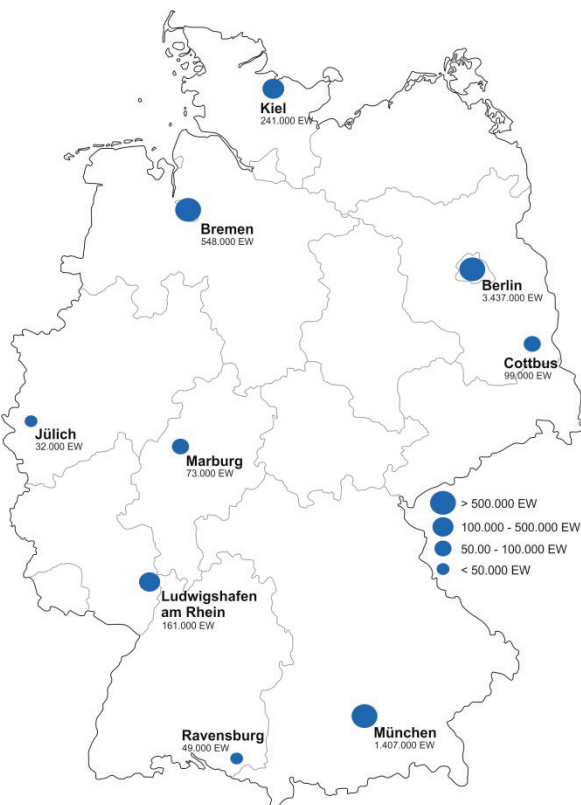 Kiel
241.000 EW
Bremen
548.000 EW
Berlin
3.437.000 EW
Cottbus
99.000 EW
Jülich
32.000 EW
Marburg
73.000 EW
> 500.000 EW
100.000 - 500.000 EW
50.00 - 100.000 EW
< 50.000 EW
Ludwigshafen
am Rhein
161.000 EW
Ravensburg
49.000 EW
München
1.407.000 EW